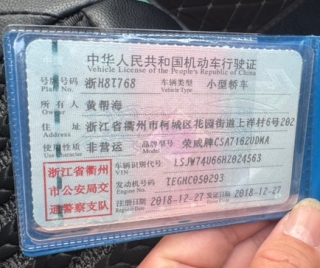 中华人民共和国机动车行驶证
Vehicle License of the People's Republic of China
号牌号码 浙H8T768 车辆类型 小型轿车
Plate No. Vehicle Type
所有人 黄帮海
Owner
住址 浙江省衢州市柯城区花园街道上洋村6号202
Address
使用性质 非营运 品牌型号 荣威牌CSA7162UDMA
Use Character Model
浙江省衢州
市公安局交
通警察支队
车辆识别代号 LSJW74U66HZ024563
VIN
发动机号码 TEGHC050293
Engine No.
注册日期 2018-12-27 发证日期 2018-12-27
Register Date Issue Date